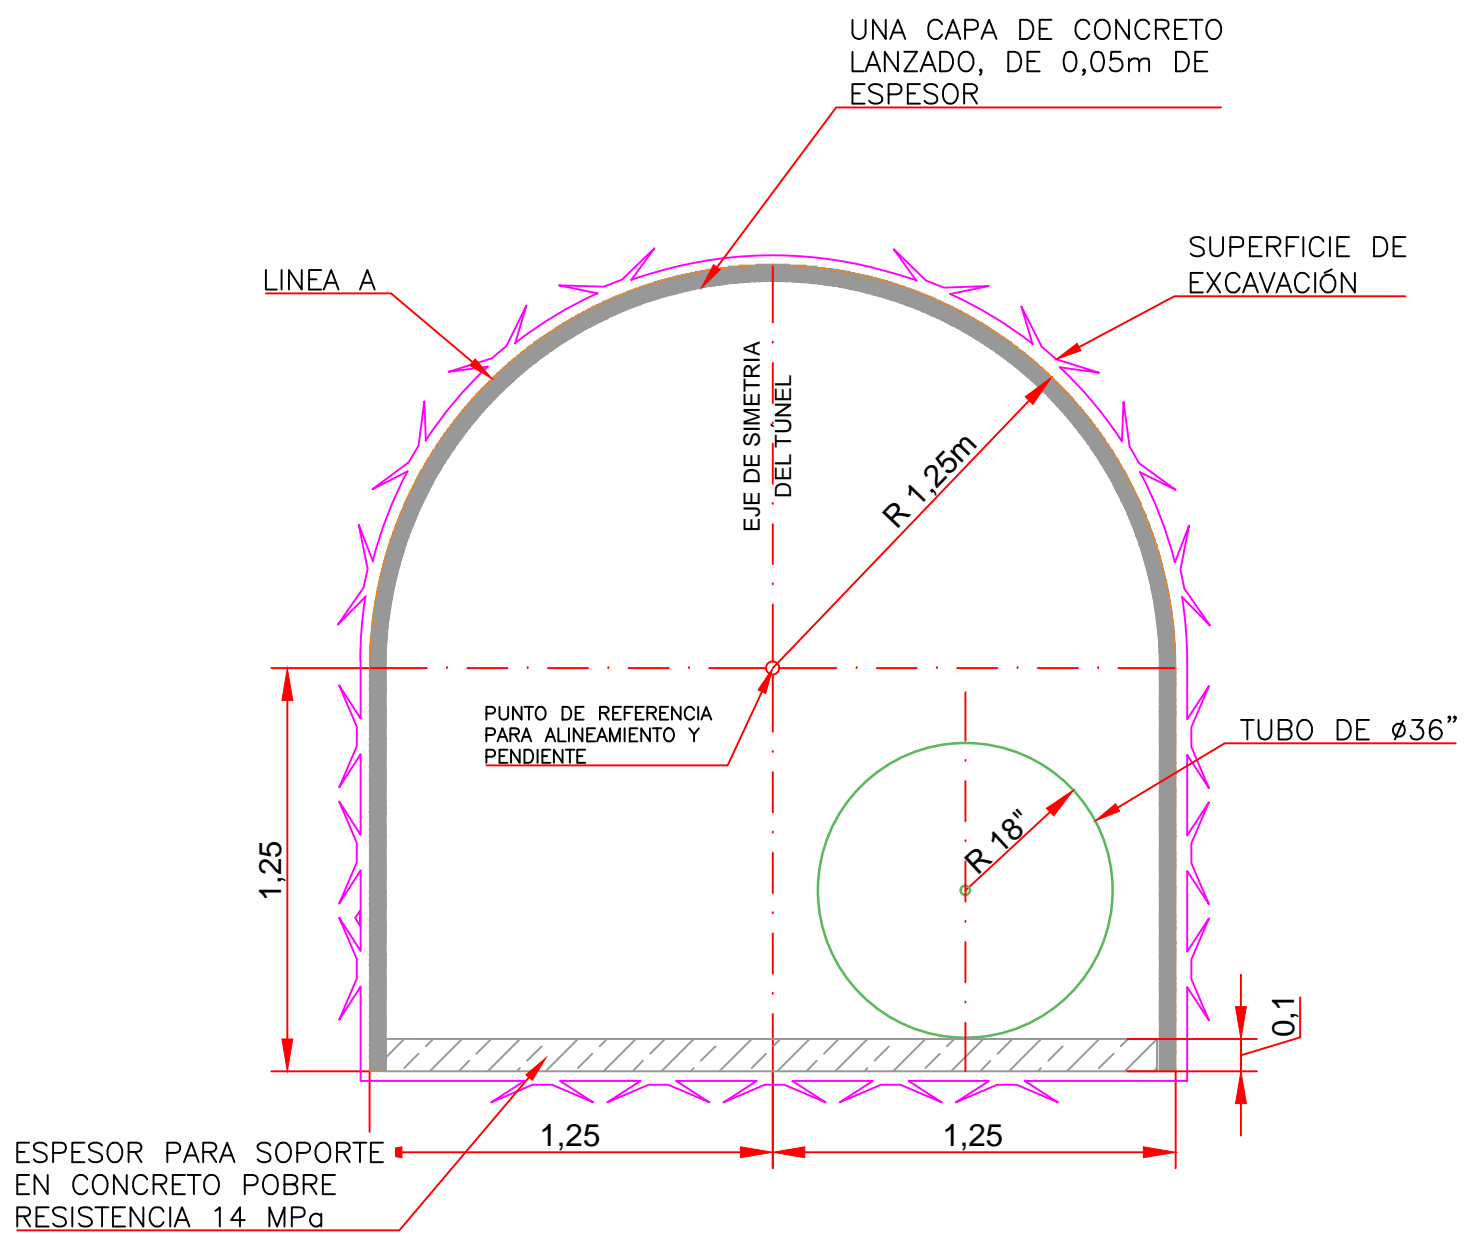 UNA CAPA DE CONCRETO
LANZADO, DE 0,05m DE
ESPESOR
SUPERFICIE DE
EXCAVACIÓN
LINEA A
EJE DE SIMETRIA
DEL TÚNEL
R 1,25m
PUNTO DE REFERENCIA
PARA ALINEAMIENTO Y
PENDIENTE
TUBO DE ø36”
R 18"
1,25
0,1
1,25
1,25
ESPESOR PARA SOPORTE
EN CONCRETO POBRE
RESISTENCIA 14 MPa